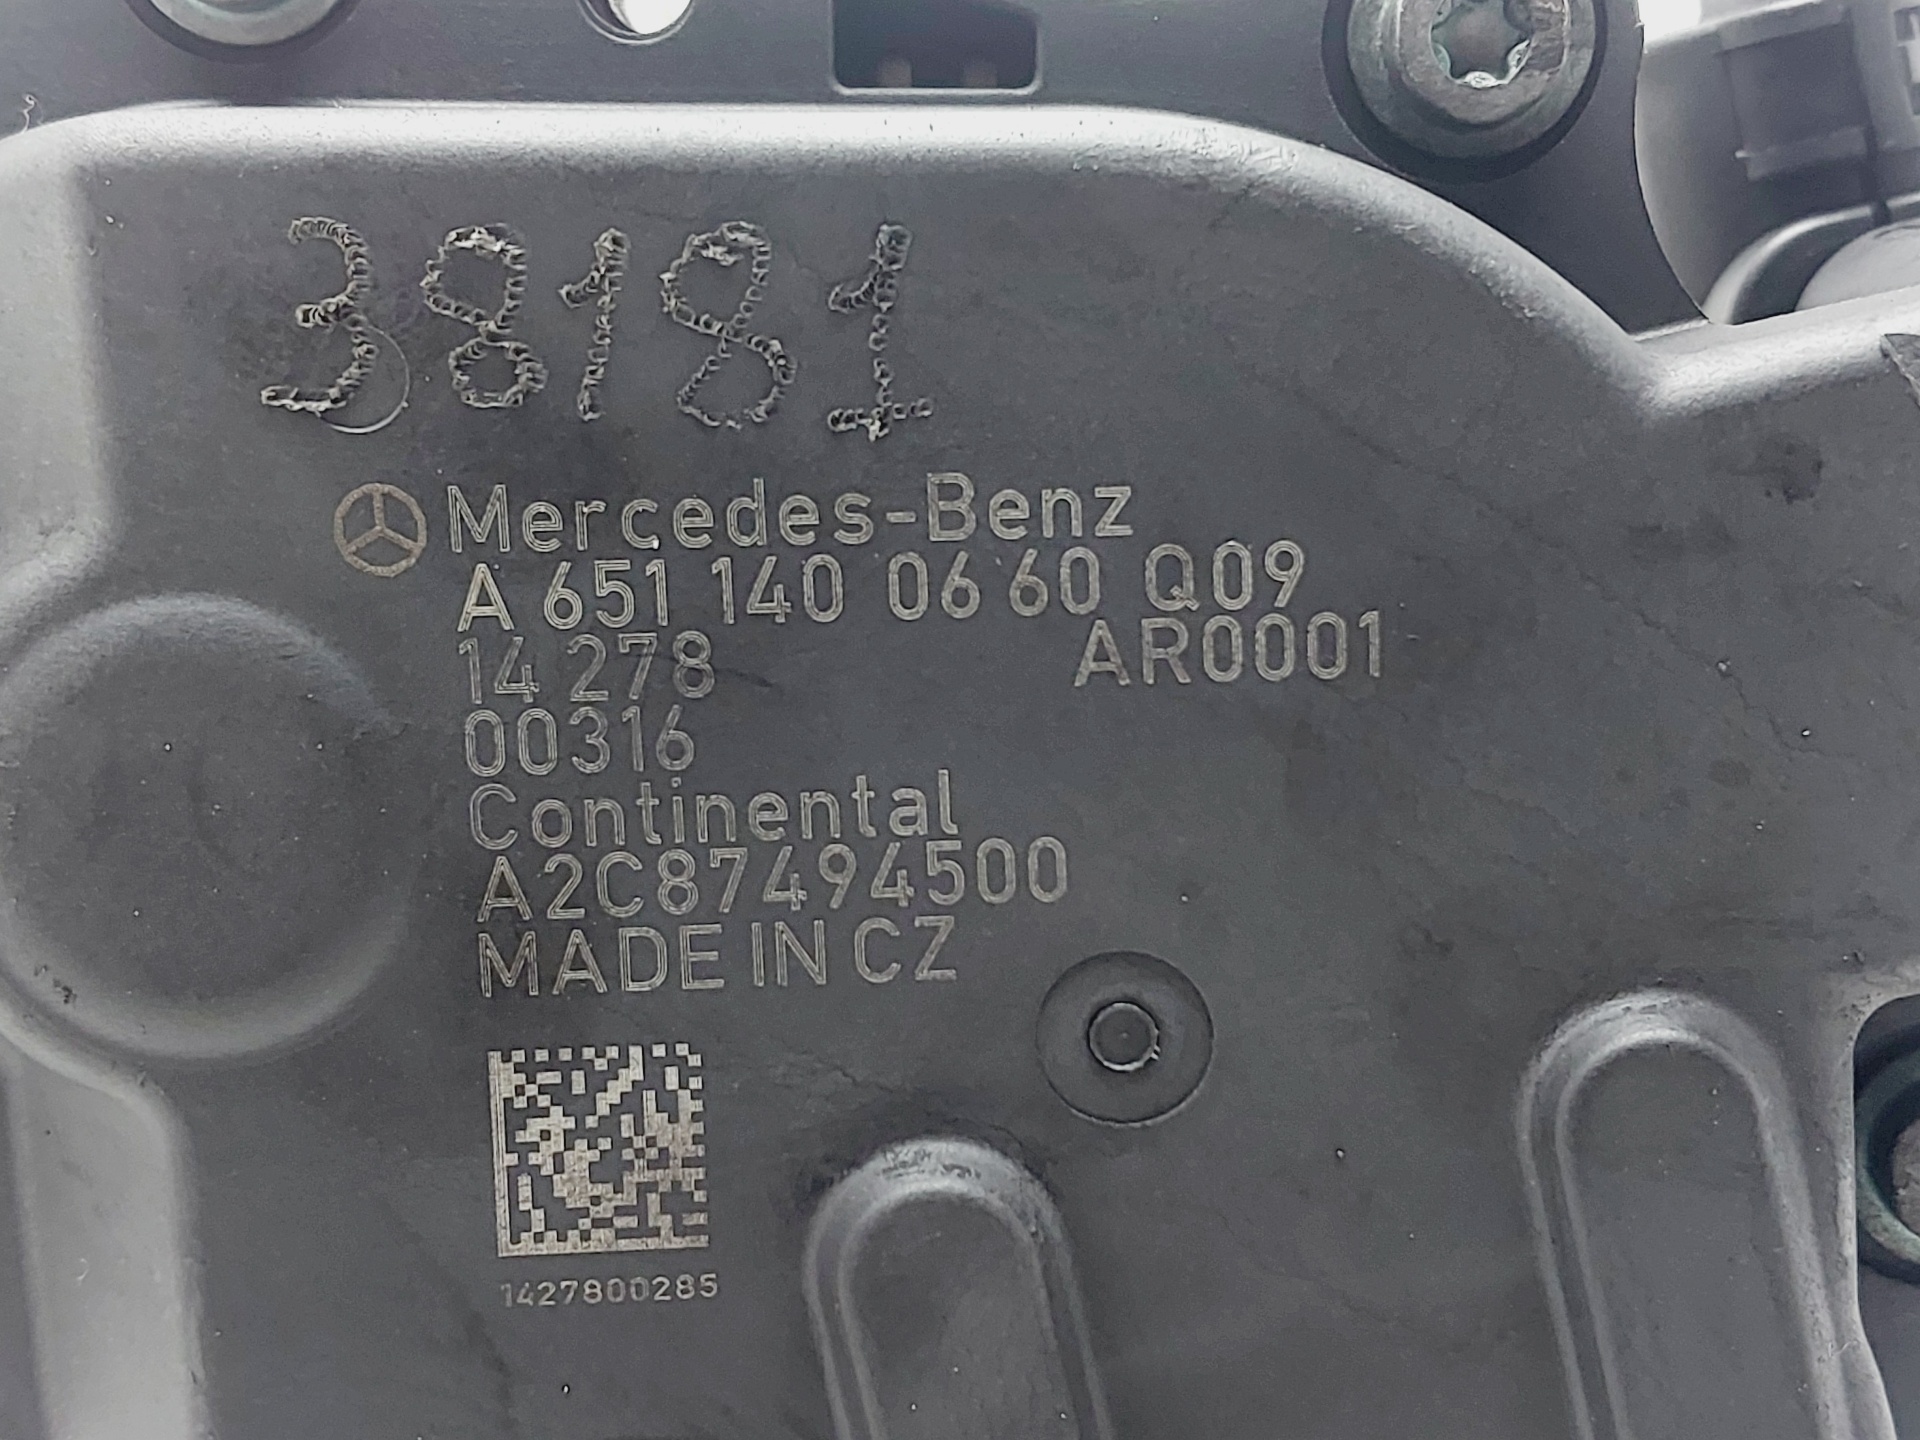 38181
Mercedes-Benz
A 651 140 06 60 Q09
14 278 AR0001
00316
Continental
A2C87494500
MADE IN CZ
1427800285